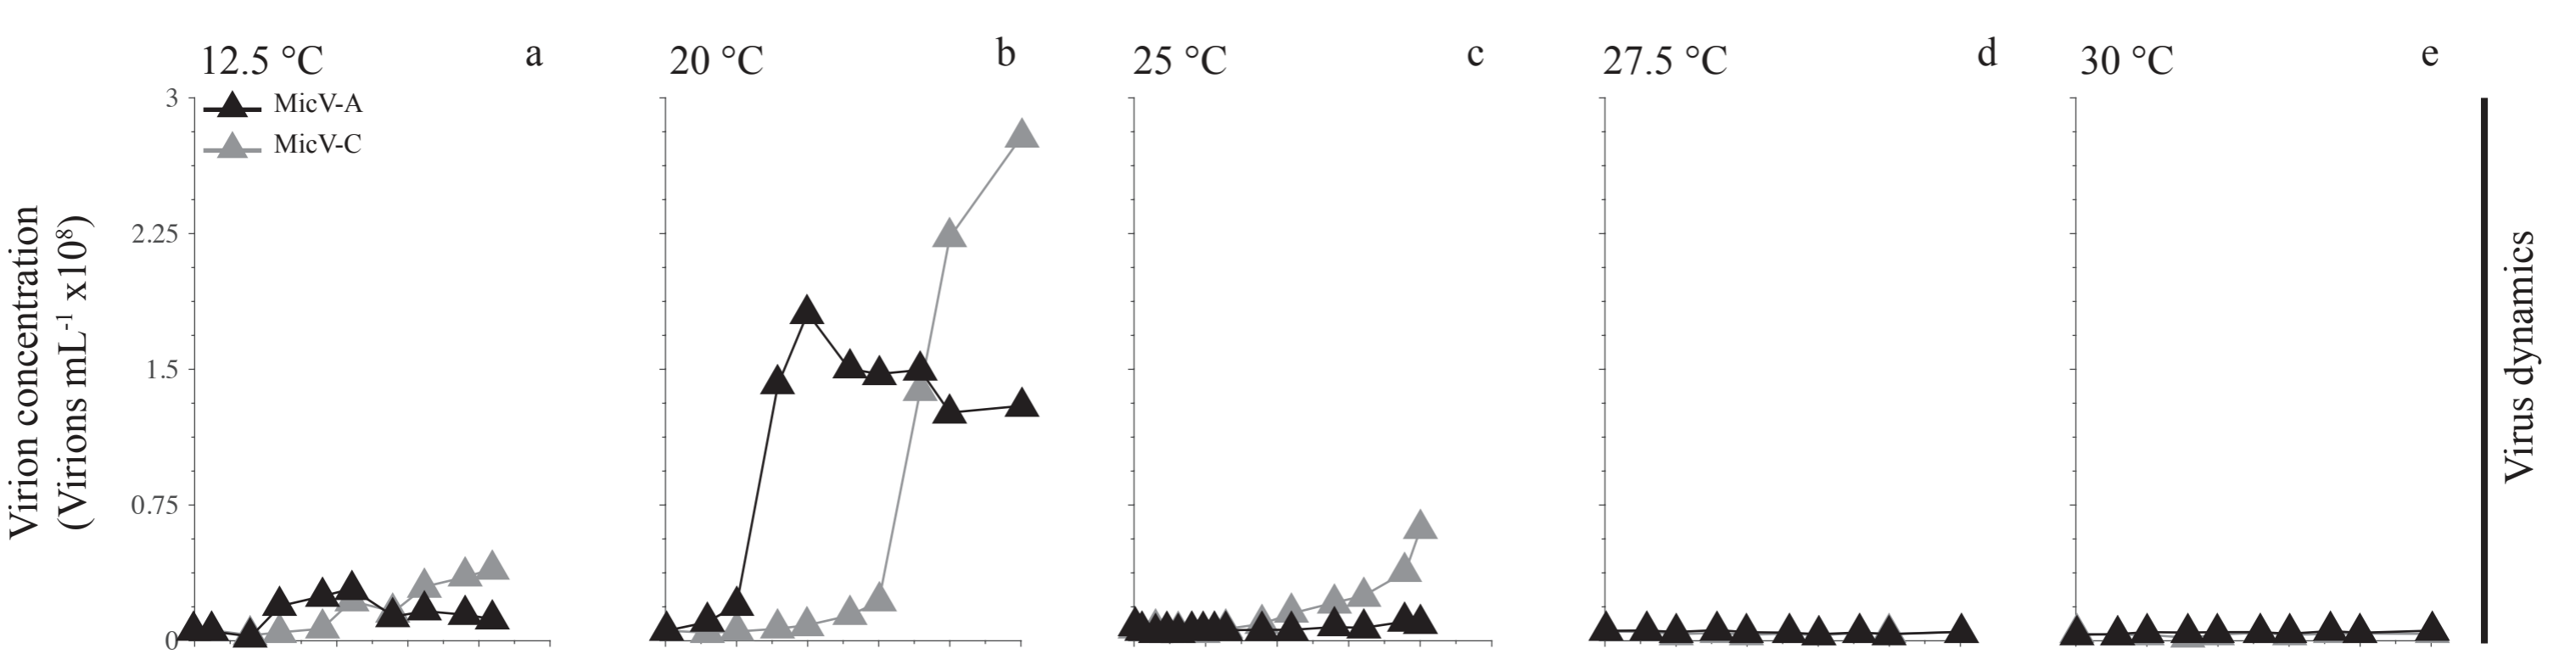 12.5 °C
a
20 °C
b
25 °C
c
27.5 °C
d
30 °C
e
MicV-A
MicV-C
3
2.25
1.5
0.75
0
Virion concentration
(Virions mL⁻¹ x10⁸)
Virus dynamics